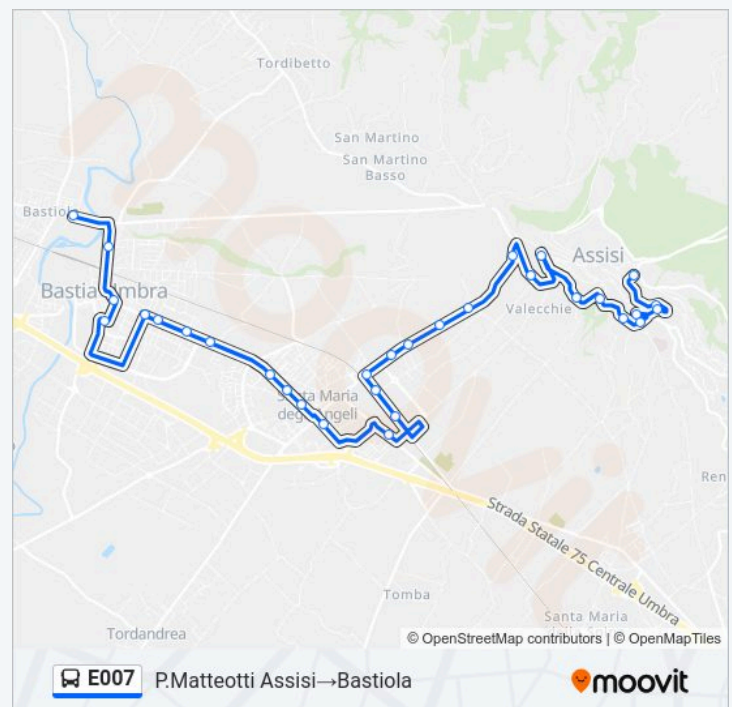 Tordibetto
San Martino
San Martino
Basso
Bastiola
Assisi
Bastia Umbra
Valecchie
Santa Maria
degli Angeli
Strada Statale 75 Centrale Umbra
Tomba
Santa Maria
Tordandrea
© OpenStreetMap contributors | © OpenMapTiles
E007 P.Matteotti Assisi→Bastiola
moovit